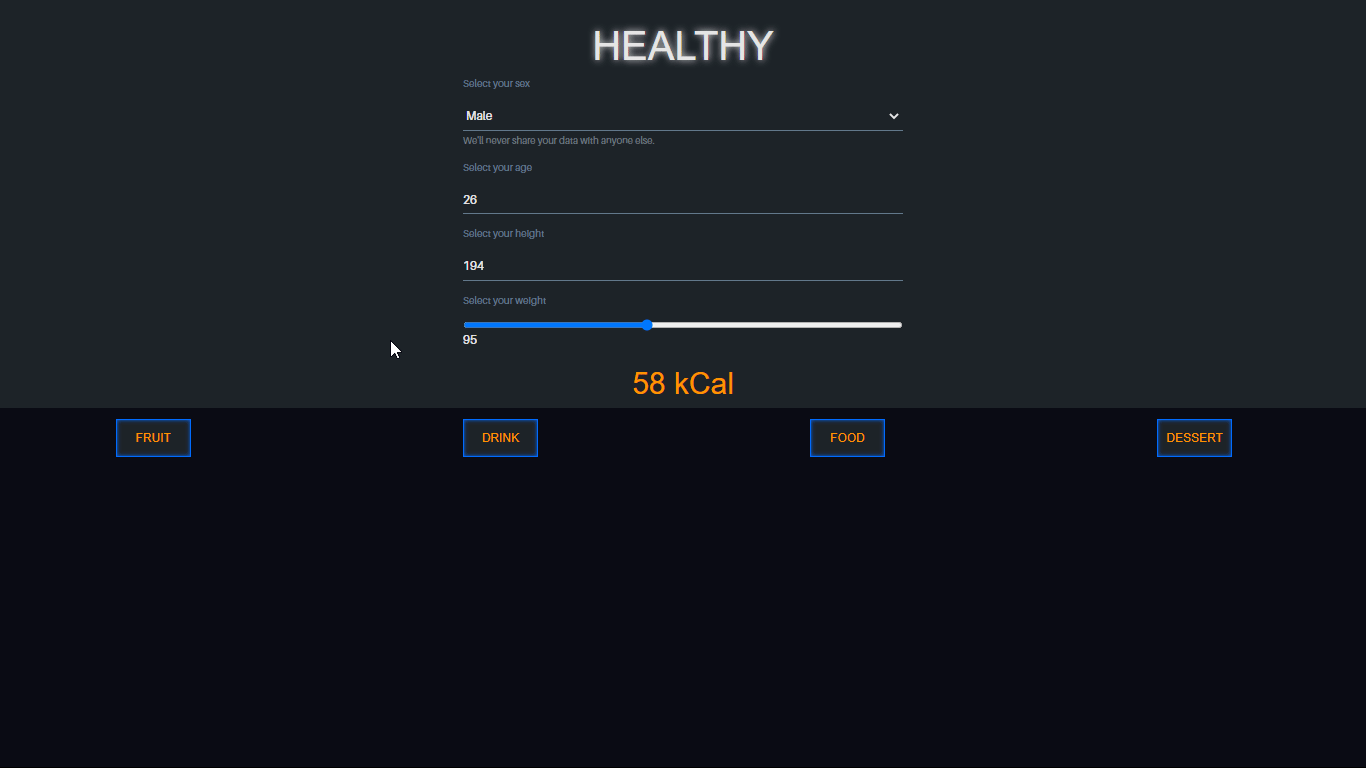 HEALTHY
Select your sex
Male
We'll never share your data with anyone else.
Select your age
26
Select your height
194
Select your weight
95
58 kCal
FRUIT DRINK FOOD DESSERT